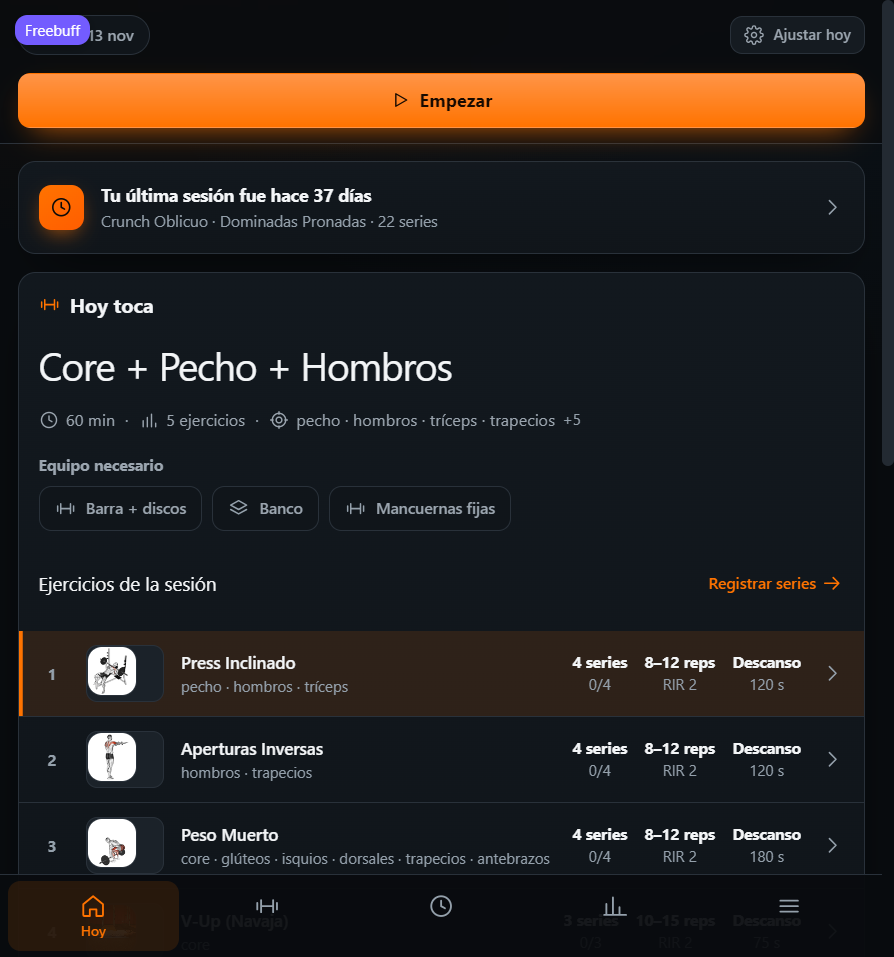 Freebuff
13 nov
Ajustar hoy
Empezar
Tu última sesión fue hace 37 días
Crunch Oblicuo · Dominadas Pronadas · 22 series
Hoy toca
Core + Pecho + Hombros
60 min · 5 ejercicios · pecho · hombros · tríceps · trapecios +5
Equipo necesario
Barra + discos
Banco
Mancuernas fijas
Ejercicios de la sesión
Registrar series →
1
Press Inclinado
pecho · hombros · tríceps
4 series
0/4
8–12 reps
RIR 2
Descanso
120 s
2
Aperturas Inversas
hombros · trapecios
4 series
0/4
8–12 reps
RIR 2
Descanso
120 s
3
Peso Muerto
core · glúteos · isquios · dorsales · trapecios · antebrazos
4 series
0/4
8–12 reps
RIR 2
Descanso
180 s
4
V-Up (Navaja)
core
3 series
0/3
10–15 reps
RIR 2
Descanso
75 s
Hoy